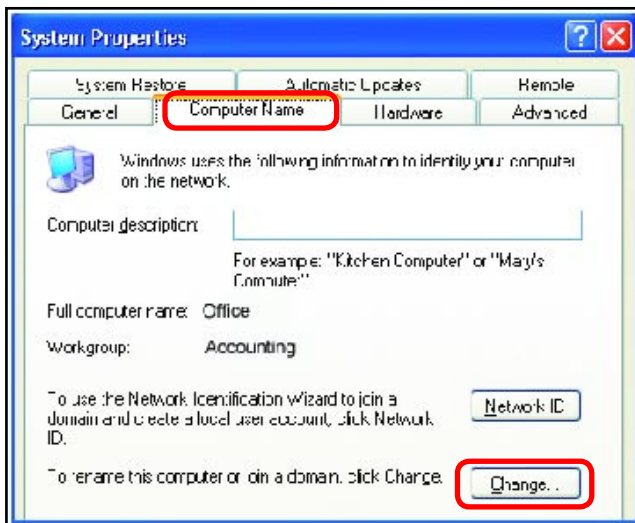 System Properties
System Restore Automatic Updates Remote
General Computer Name Hardware Advanced
Windows uses the following information to identify your computer
on the network.
Computer description:
For example: "Kitchen Computer" or "Mary's
Computer".
Full computer name: Office
Workgroup: Accounting
To use the Network Identification Wizard to join a
domain and create a local user account, click Network
ID.
Network ID
To rename this computer or join a domain, click Change.
Change...